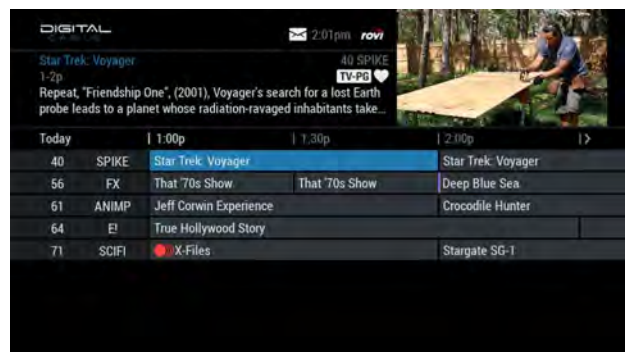 DIGITAL
2:01pm rovi
Star Trek: Voyager 40 SPIKE
1-2p TV-PG
Repeat, "Friendship One", (2001), Voyager's search for a lost Earth
probe leads to a planet whose radiation-ravaged inhabitants take...
Today 1:00p 1:30p 2:00p
40 SPIKE Star Trek: Voyager Star Trek: Voyager
56 FX That '70s Show That '70s Show Deep Blue Sea
61 ANIMP Jeff Corwin Experience Crocodile Hunter
64 E! True Hollywood Story
71 SCIFI X-Files Stargate SG-1